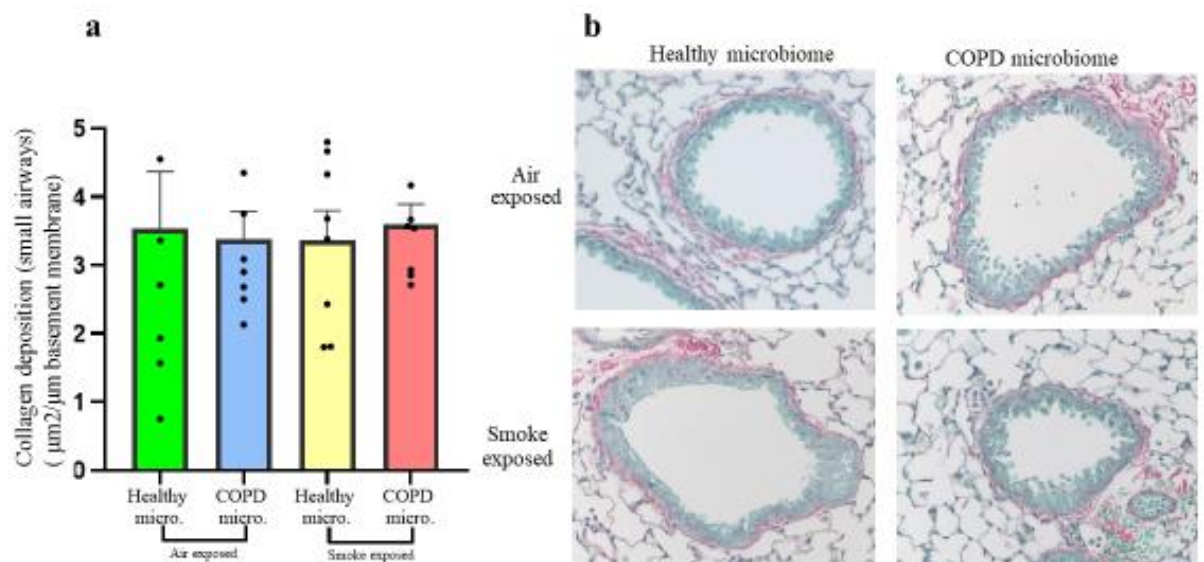 a
Collagen deposition (small airways)
( µm2/µm basement membrane)
5
4
3
2
1
0
Healthy micro.
COPD micro.
Healthy micro.
COPD micro.
Air exposed
Smoke exposed
b
Healthy microbiome
COPD microbiome
Air exposed
Smoke exposed